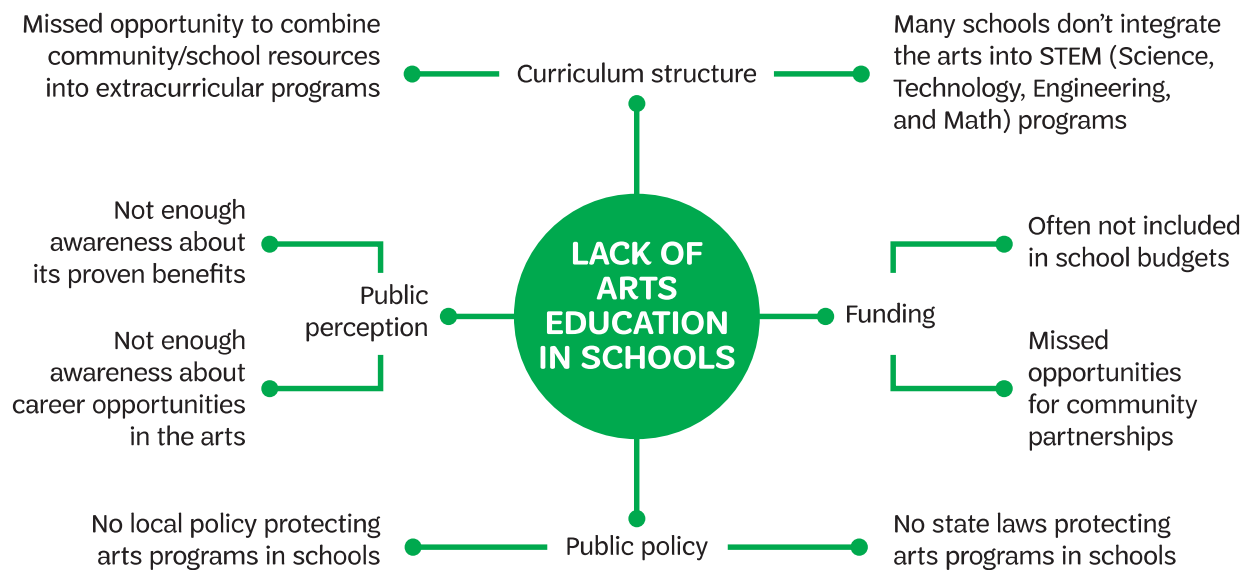 Missed opportunity to combine
community/school resources
into extracurricular programs
Curriculum structure
Many schools don’t integrate
the arts into STEM (Science,
Technology, Engineering,
and Math) programs
Not enough
awareness about
its proven benefits
Public
perception
Not enough
awareness about
career opportunities
in the arts
LACK OF
ARTS
EDUCATION
IN SCHOOLS
Often not included
in school budgets
Funding
Missed
opportunities
for community
partnerships
No local policy protecting
arts programs in schools
Public policy
No state laws protecting
arts programs in schools